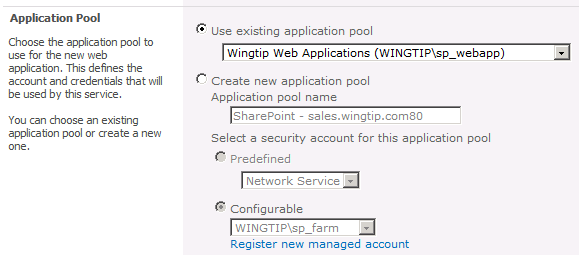 Application Pool
Choose the application pool to
use for the new web
application. This defines the
account and credentials that will
be used by this service.
You can choose an existing
application pool or create a new
one.
Use existing application pool
Wingtip Web Applications (WINGTIP\sp_webapp)
Create new application pool
Application pool name
SharePoint - sales.wingtip.com80
Select a security account for this application pool
Predefined
Network Service
Configurable
WINGTIP\sp_farm
Register new managed account